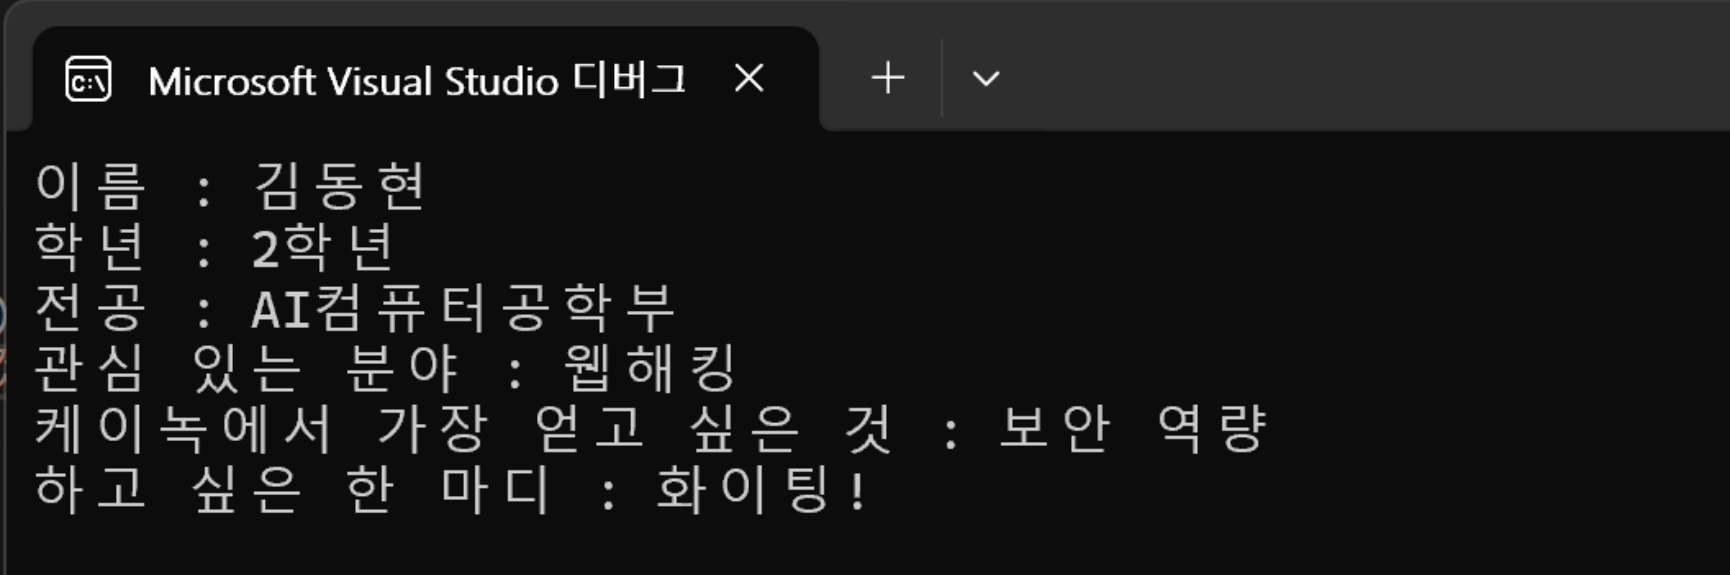 Microsoft Visual Studio 디버그
이름 : 김동현
학년 : 2학년
전공 : AI컴퓨터공학부
관심 있는 분야 : 웹해킹
케이녹에서 가장 얻고 싶은 것 : 보안 역량
하고 싶은 한 마디 : 화이팅!